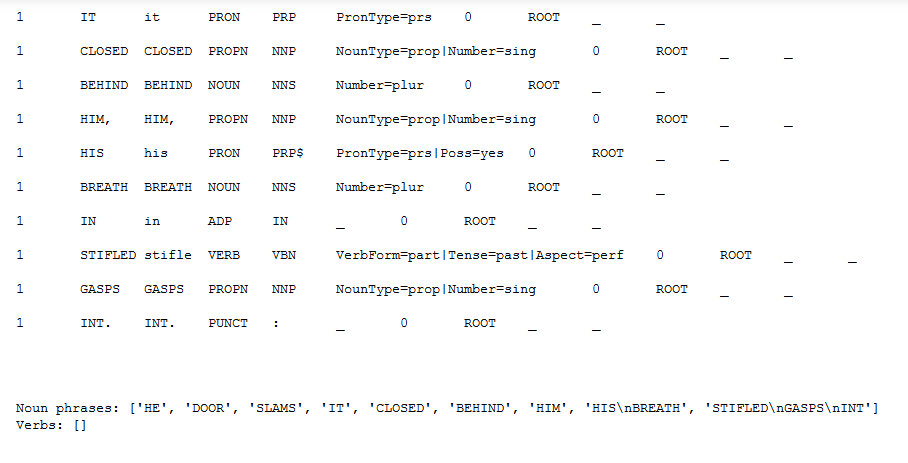 1 IT it PRON PRP PronType=prs 0 ROOT _ _
1 CLOSED CLOSED PROPN NNP NounType=prop|Number=sing 0 ROOT _ _
1 BEHIND BEHIND NOUN NNS Number=plur 0 ROOT _ _
1 HIM, HIM, PROPN NNP NounType=prop|Number=sing 0 ROOT _ _
1 HIS his PRON PRP$ PronType=prs|Poss=yes 0 ROOT _ _
1 BREATH BREATH NOUN NNS Number=plur 0 ROOT _ _
1 IN in ADP IN _ 0 ROOT _ _
1 STIFLED stifle VERB VBN VerbForm=part|Tense=past|Aspect=perf 0 ROOT _ _
1 GASPS GASPS PROPN NNP NounType=prop|Number=sing 0 ROOT _ _
1 INT. INT. PUNCT : _ 0 ROOT _ _
Noun phrases: ['HE', 'DOOR', 'SLAMS', 'IT', 'CLOSED', 'BEHIND', 'HIM', 'HIS\nBREATH', 'STIFLED\nGASPS\nINT']
Verbs: []